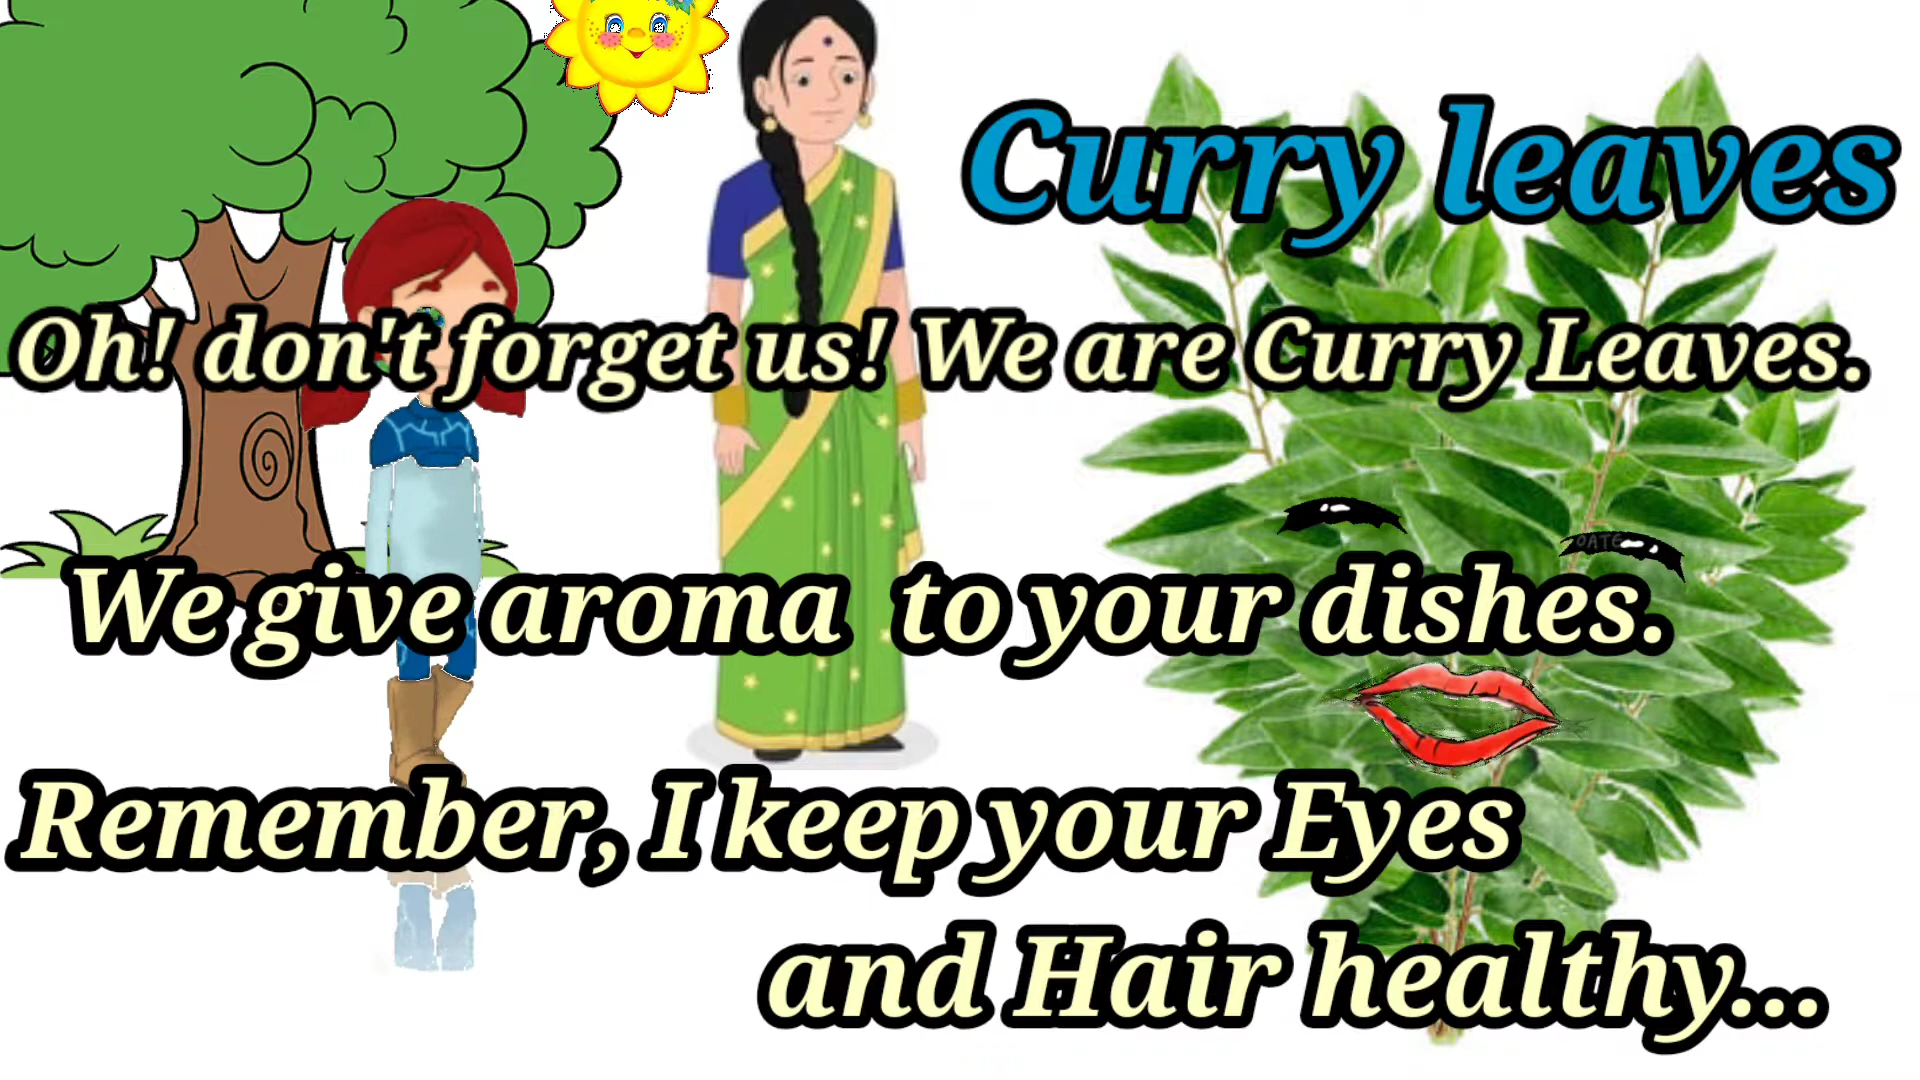 Curry leaves
Oh! don't forget us! We are Curry Leaves.
We give aroma to your dishes.
Remember, I keep your Eyes
and Hair healthy...